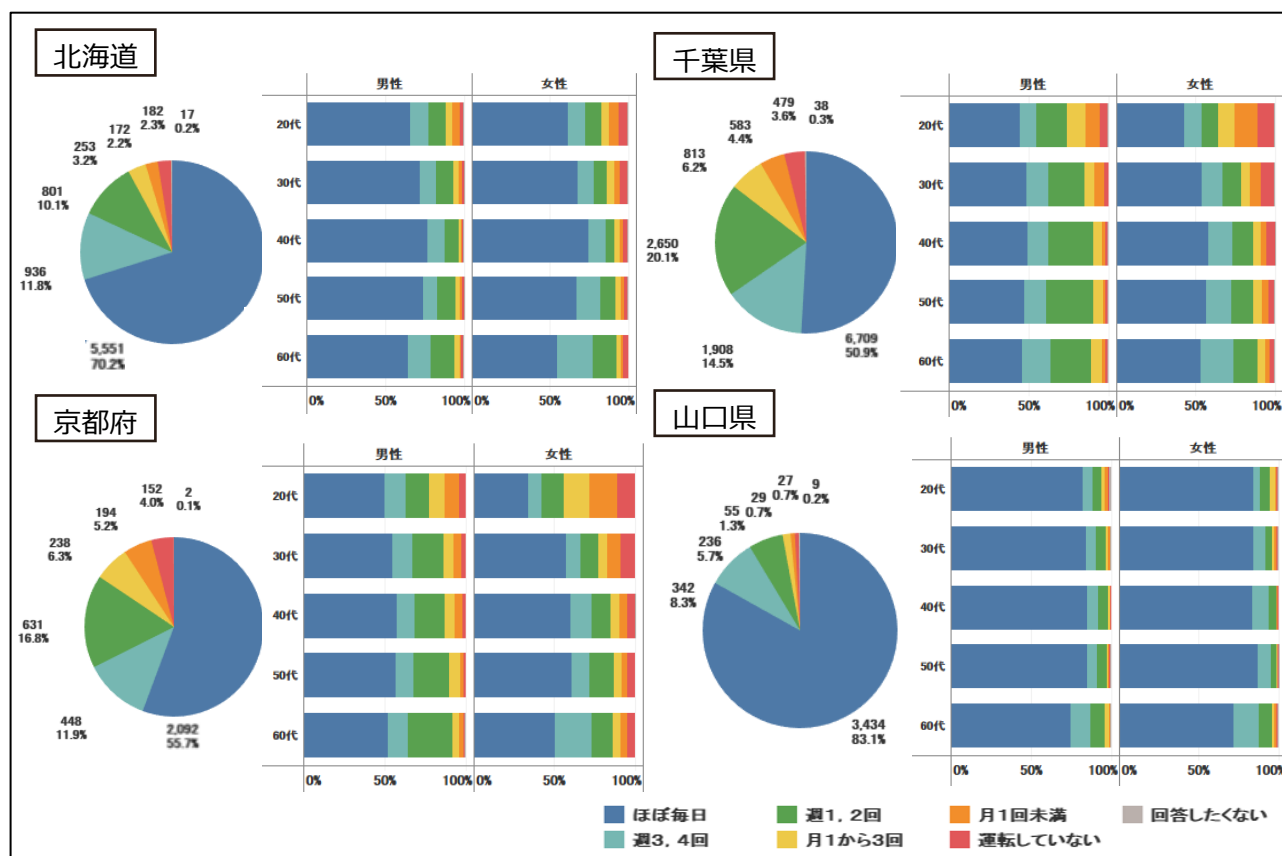 北海道
17
0.2%
182
2.3%
172
2.2%
253
3.2%
801
10.1%
936
11.8%
5,551
70.2%
男性
女性
20代
30代
40代
50代
60代
0%
50%
100%
0%
50%
100%
千葉県
38
0.3%
479
3.6%
583
4.4%
813
6.2%
2,650
20.1%
1,908
14.5%
6,709
50.9%
男性
女性
20代
30代
40代
50代
60代
0%
50%
100%
0%
50%
100%
京都府
2
0.1%
152
4.0%
194
5.2%
238
6.3%
631
16.8%
448
11.9%
2,092
55.7%
男性
女性
20代
30代
40代
50代
60代
0%
50%
100%
0%
50%
100%
山口県
9
0.2%
27
0.7%
29
0.7%
55
1.3%
236
5.7%
342
8.3%
3,434
83.1%
男性
女性
20代
30代
40代
50代
60代
0%
50%
100%
0%
50%
100%
ほぼ毎日
週1，2回
月1回未満
回答したくない
週3，4回
月1から3回
運転していない